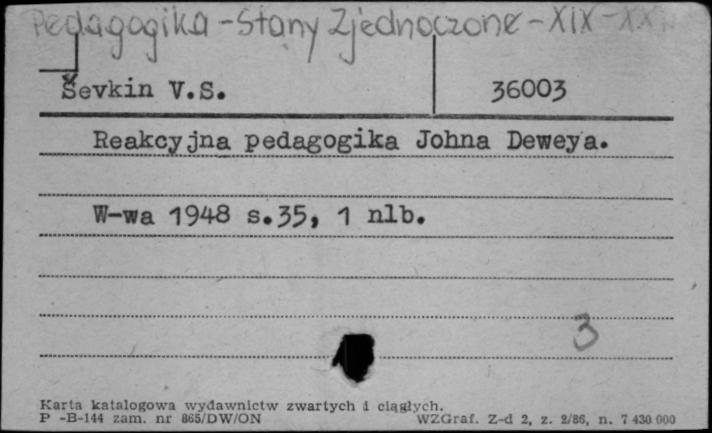 Pedagogika - Stany Zjednoczone - XIX - XX w.
Ševkin V.S. 36003
Reakcyjna pedagogika Johna Deweya.
W-wa 1948 s.35, 1 nlb.
3
Karta katalogowa wydawnictw zwartych i ciągłych.
P -B-144 zam. nr 865/DW/ON WZGraf. Z-d 2, z. 2/86, n. 7 430 000